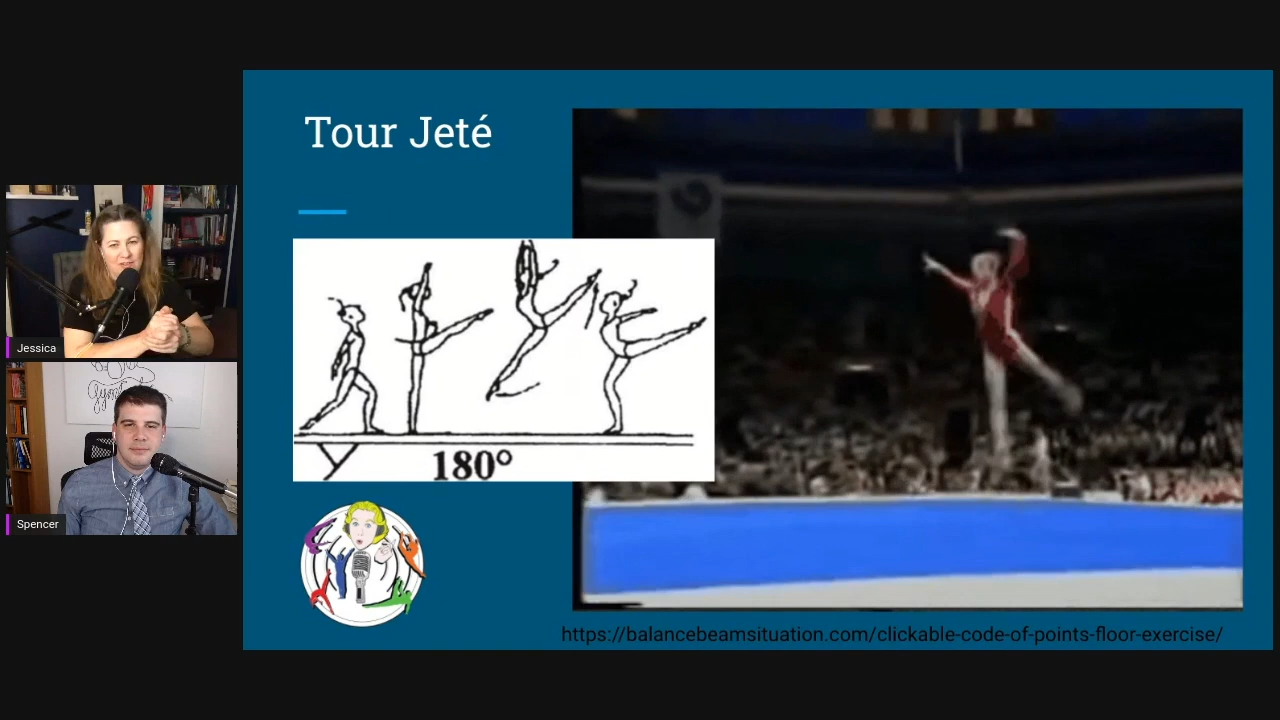 Tour Jeté
180°
Jessica
Spencer
https://balancebeamsituation.com/clickable-code-of-points-floor-exercise/